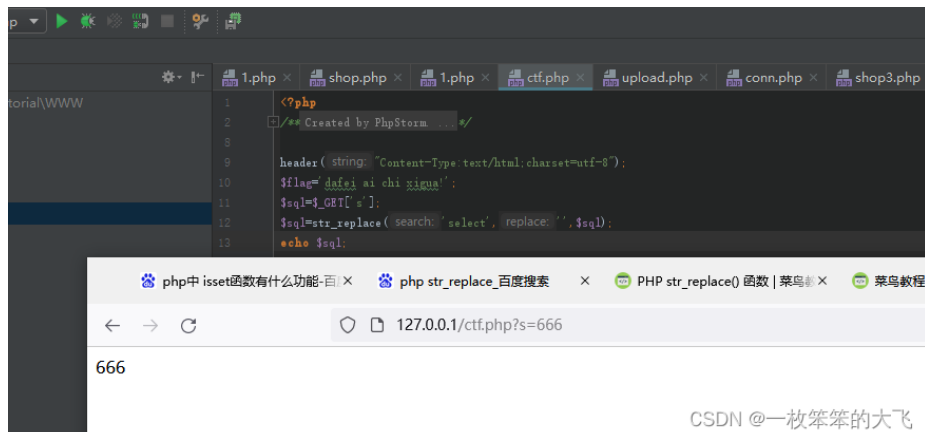 p
1.php × shop.php × 1.php × ctf.php × upload.php × conn.php × shop3.php
torial\WWW
1 <?php
2 /** Created by PhpStorm. ...*/
8
9 header( string: "Content-Type:text/html;charset=utf-8");
10 $flag='dafei ai chi xigua!';
11 $sql=$_GET['s'];
12 $sql=str_replace( search: 'select', replace: '',$sql);
13 echo $sql;
php中 isset函数有什么功能-百 × php str_replace_百度搜索 × PHP str_replace() 函数 | 菜鸟 × 菜鸟教程
127.0.0.1/ctf.php?s=666
666
CSDN @一枚笨笨的大飞